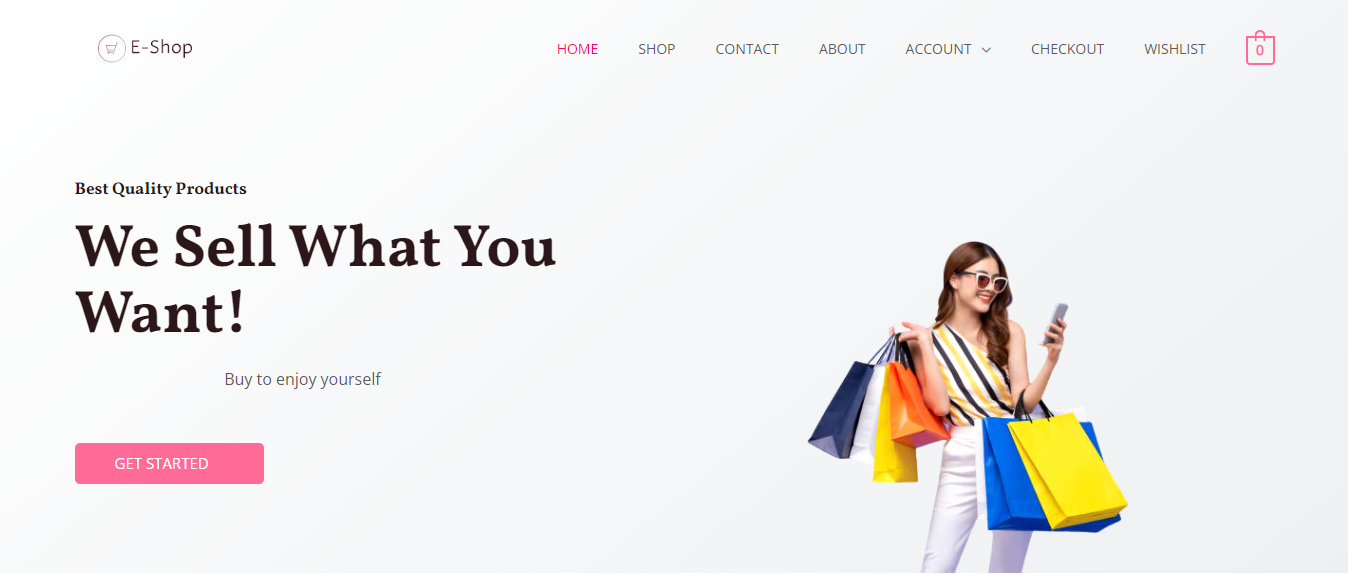 E-Shop
HOME SHOP CONTACT ABOUT ACCOUNT CHECKOUT WISHLIST 0
Best Quality Products
We Sell What You
Want!
Buy to enjoy yourself
GET STARTED